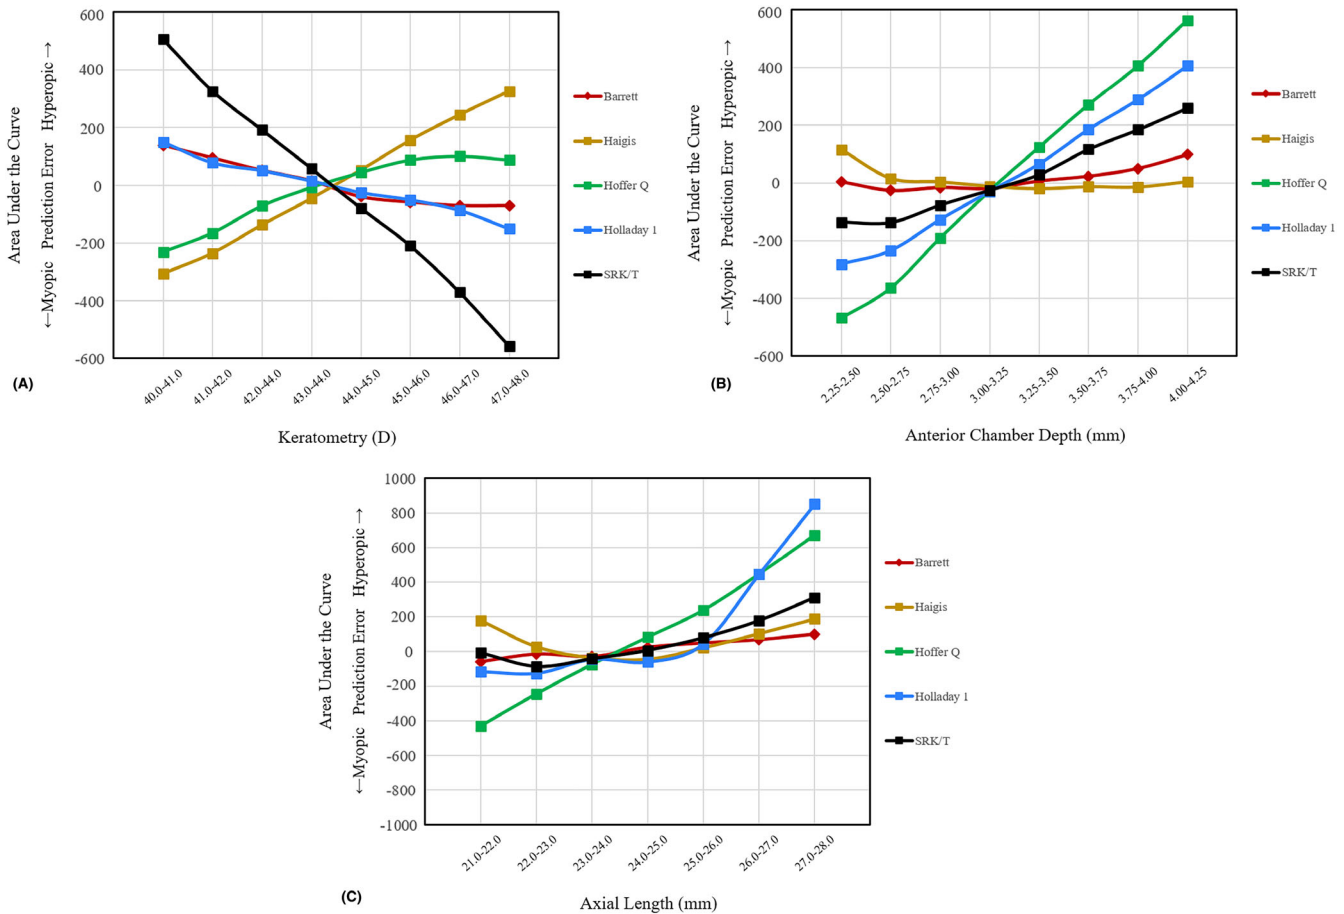 600
400
200
0
-200
-400
-600
Area Under the Curve
←Myopic Prediction Error Hyperopic →
40.0-41.0
41.0-42.0
42.0-44.0
43.0-44.0
44.0-45.0
45.0-46.0
46.0-47.0
47.0-48.0
Keratometry (D)
Barrett
Haigis
Hoffer Q
Holladay 1
SRK/T
(A)
600
400
200
0
-200
-400
-600
Area Under the Curve
←Myopic Prediction Error Hyperopic →
2.25-2.50
2.50-2.75
2.75-3.00
3.00-3.25
3.25-3.50
3.50-3.75
3.75-4.00
4.00-4.25
Anterior Chamber Depth (mm)
Barrett
Haigis
Hoffer Q
Holladay 1
SRK/T
(B)
1000
800
600
400
200
0
-200
-400
-600
-800
-1000
Area Under the Curve
←Myopic Prediction Error Hyperopic →
21.0-22.0
22.0-23.0
23.0-24.0
24.0-25.0
25.0-26.0
26.0-27.0
27.0-28.0
Axial Length (mm)
Barrett
Haigis
Hoffer Q
Holladay 1
SRK/T
(C)